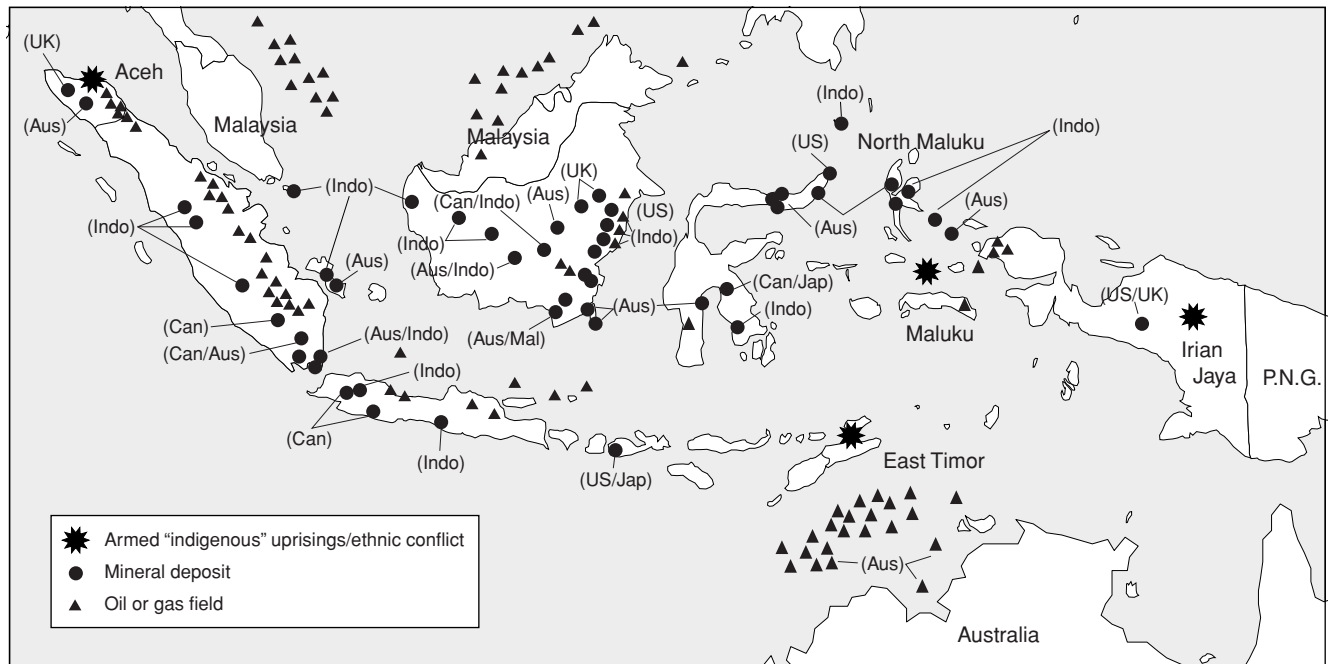 (UK)
Aceh
(Aus)
Malaysia
Malaysia
(Indo)
North Maluku
(Indo)
(US)
(Indo)
(Can/Indo)
(Aus)
(UK)
(US)
(Indo)
(Aus)
(Aus)
(Indo)
(Indo)
(Aus/Indo)
(Aus)
(Can/Jap)
(Indo)
(Aus)
(US/UK)
(Can)
(Can/Aus)
(Aus/Indo)
(Aus/Mal)
Maluku
Irian
Jaya
P.N.G.
(Indo)
(Can)
(Indo)
(US/Jap)
East Timor
(Aus)
Australia
Armed “indigenous” uprisings/ethnic conflict
Mineral deposit
Oil or gas field